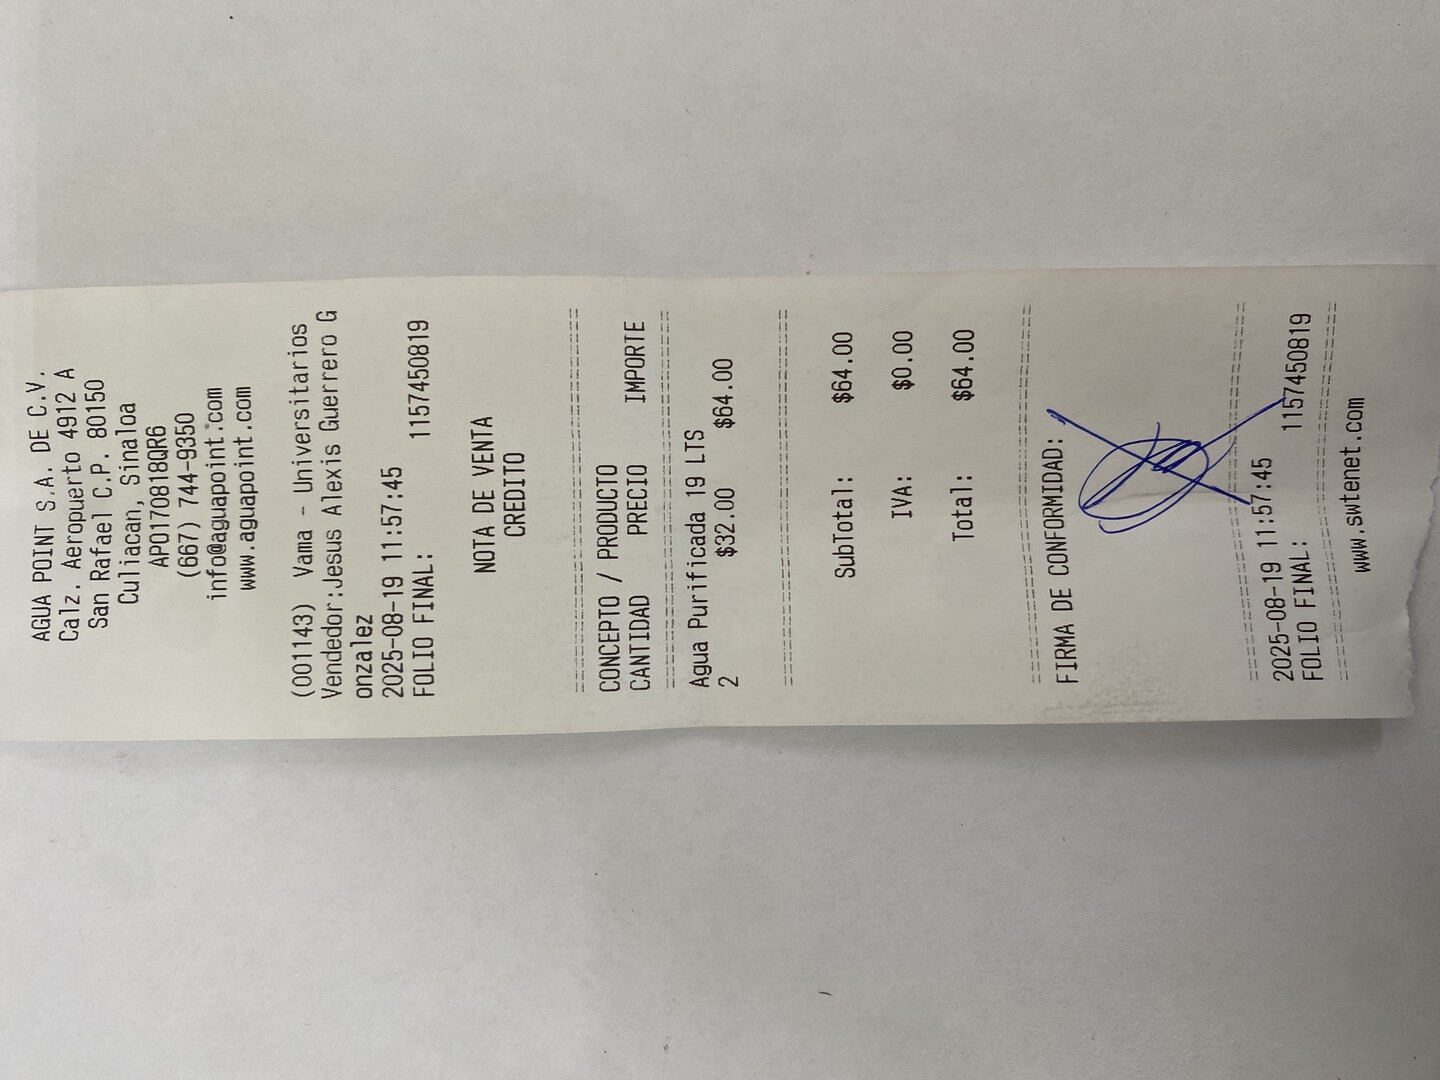 AGUA POINT S.A. DE C.V.
Calz. Aeropuerto 4912 A
San Rafael C.P. 80150
Culiacan, Sinaloa
APO170818QR6
(667) 744-9350
info@aguapoint.com
www.aguapoint.com
(001143) Vama - Universitarios
Vendedor:Jesus Alexis Guerrero G
onzalez
2025-08-19 11:57:45
FOLIO FINAL: 1157450819
NOTA DE VENTA
CREDITO
CONCEPTO / PRODUCTO
CANTIDAD PRECIO IMPORTE
Agua Purificada 19 LTS
2 $32.00 $64.00
SubTotal: $64.00
IVA: $0.00
Total: $64.00
FIRMA DE CONFORMIDAD:
2025-08-19 11:57:45
FOLIO FINAL: 1157450819
www.swtenet.com